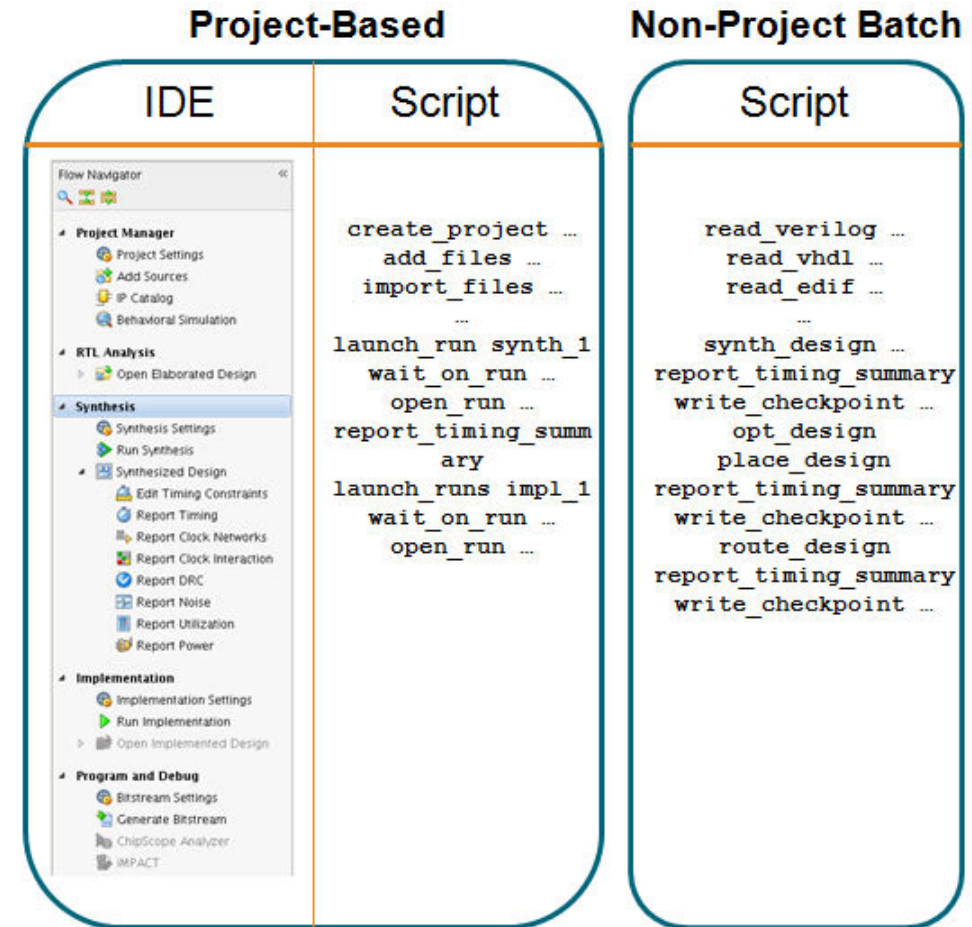 Project-Based
Non-Project Batch
IDE
Script
Script
Flow Navigator
«
Project Manager
Project Settings
Add Sources
IP Catalog
Behavioral Simulation
RTL Analysis
Open Elaborated Design
Synthesis
Synthesis Settings
Run Synthesis
Synthesized Design
Edit Timing Constraints
Report Timing
Report Clock Networks
Report Clock Interaction
Report DRC
Report Noise
Report Utilization
Report Power
Implementation
Implementation Settings
Run Implementation
Open Implemented Design
Program and Debug
Bitstream Settings
Generate Bitstream
ChipScope Analyzer
iMPACT
create_project …
add_files …
import_files …
…
launch_run synth_1
wait_on_run …
open_run …
report_timing_summ
ary
launch_runs impl_1
wait_on_run …
open_run …
read_verilog …
read_vhdl …
read_edif …
…
synth_design …
report_timing_summary
write_checkpoint …
opt_design
place_design
report_timing_summary
write_checkpoint …
route_design
report_timing_summary
write_checkpoint …